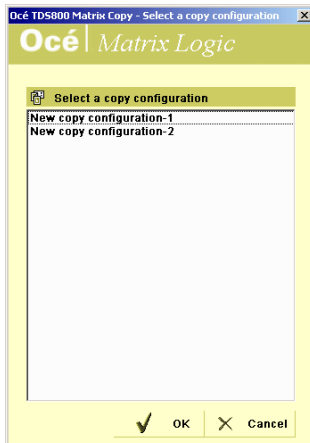 Océ TDS800 Matrix Copy - Select a copy configuration
Océ Matrix Logic
Select a copy configuration
New copy configuration-1
New copy configuration-2
OK Cancel